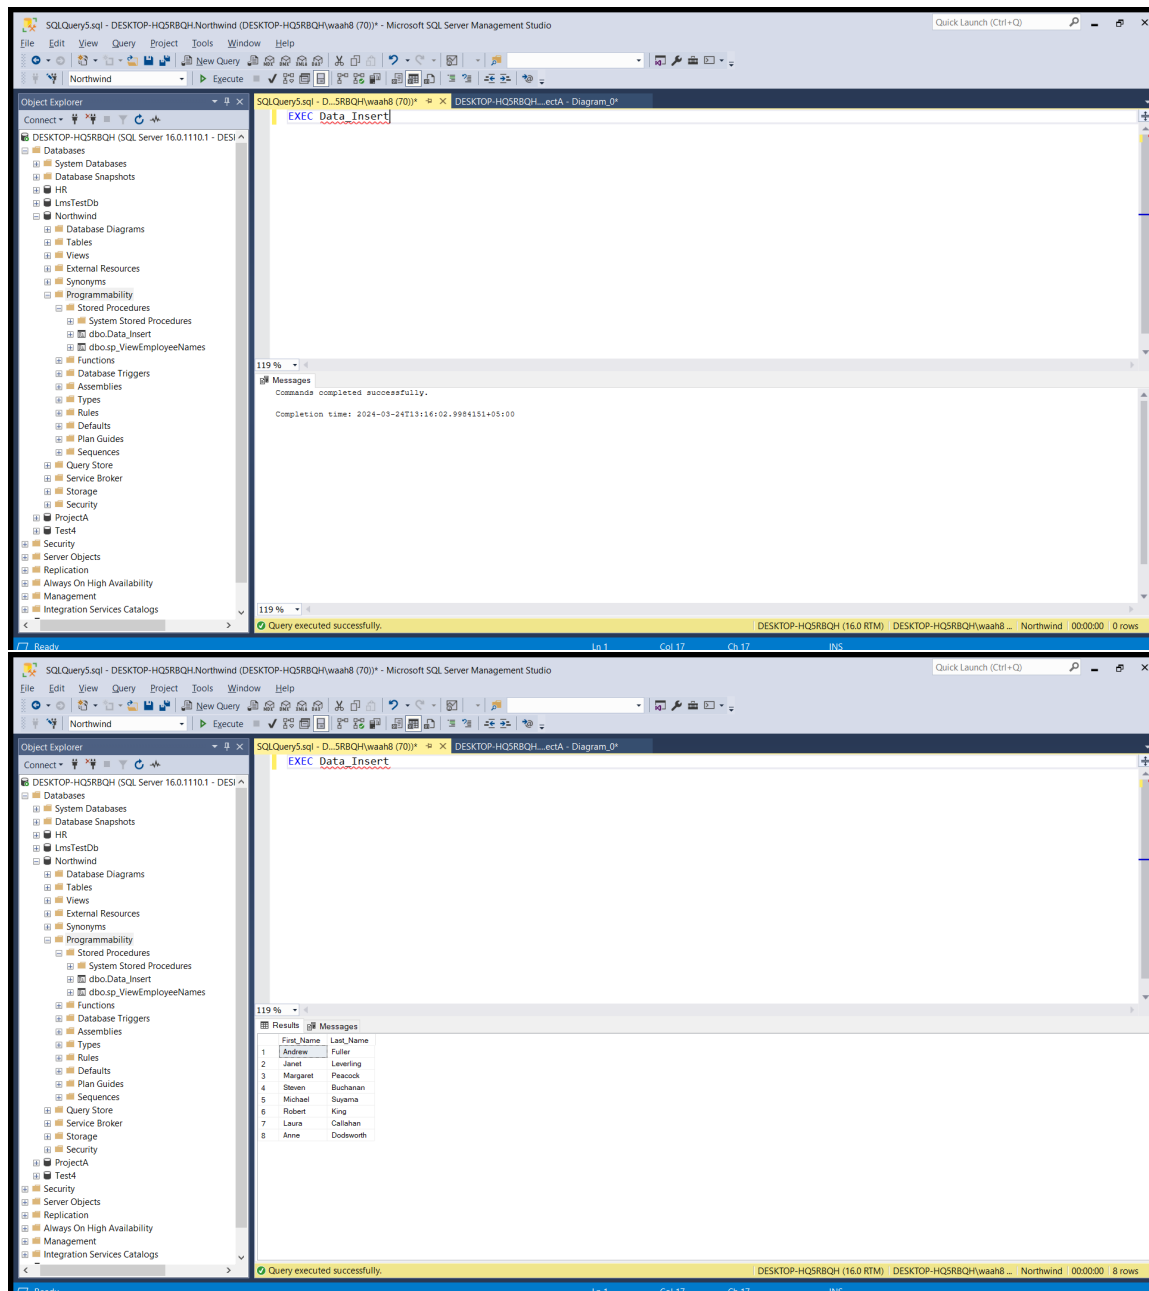 SQLQuery5.sql - DESKTOP-HQ5RBQH.Northwind (DESKTOP-HQ5RBQH\waah8 (70))* - Microsoft SQL Server Management Studio
Quick Launch (Ctrl+Q)
File Edit View Query Project Tools Window Help
New Query
Northwind Execute
Object Explorer
SQLQuery5.sql - D...5RBQH\waah8 (70))*
DESKTOP-HQ5RBQH....ectA - Diagram_0*
Connect
EXEC Data_Insert
DESKTOP-HQ5RBQH (SQL Server 16.0.1110.1 - DESI
Databases
System Databases
Database Snapshots
HR
LmsTestDb
Northwind
Database Diagrams
Tables
Views
External Resources
Synonyms
Programmability
Stored Procedures
System Stored Procedures
dbo.Data_Insert
dbo.sp_ViewEmployeeNames
Functions
Database Triggers
Assemblies
Types
Rules
Defaults
Plan Guides
Sequences
Query Store
Service Broker
Storage
Security
ProjectA
Test4
Security
Server Objects
Replication
Always On High Availability
Management
Integration Services Catalogs
119 %
Messages
Commands completed successfully.
Completion time: 2024-03-24T13:16:02.9984151+05:00
119 %
Query executed successfully.
DESKTOP-HQ5RBQH (16.0 RTM) DESKTOP-HQ5RBQH\waah8 ... Northwind 00:00:00 0 rows
Ready Ln 1 Col 17 Ch 17 INS
SQLQuery5.sql - DESKTOP-HQ5RBQH.Northwind (DESKTOP-HQ5RBQH\waah8 (70))* - Microsoft SQL Server Management Studio
Quick Launch (Ctrl+Q)
File Edit View Query Project Tools Window Help
New Query
Northwind Execute
Object Explorer
SQLQuery5.sql - D...5RBQH\waah8 (70))*
DESKTOP-HQ5RBQH....ectA - Diagram_0*
Connect
EXEC Data_Insert
DESKTOP-HQ5RBQH (SQL Server 16.0.1110.1 - DESI
Databases
System Databases
Database Snapshots
HR
LmsTestDb
Northwind
Database Diagrams
Tables
Views
External Resources
Synonyms
Programmability
Stored Procedures
System Stored Procedures
dbo.Data_Insert
dbo.sp_ViewEmployeeNames
Functions
Database Triggers
Assemblies
Types
Rules
Defaults
Plan Guides
Sequences
Query Store
Service Broker
Storage
Security
ProjectA
Test4
Security
Server Objects
Replication
Always On High Availability
Management
Integration Services Catalogs
119 %
Results Messages
First_Name Last_Name
1 Andrew Fuller
2 Janet Leverling
3 Margaret Peacock
4 Steven Buchanan
5 Michael Suyama
6 Robert King
7 Laura Callahan
8 Anne Dodsworth
Query executed successfully.
DESKTOP-HQ5RBQH (16.0 RTM) DESKTOP-HQ5RBQH\waah8 ... Northwind 00:00:00 8 rows